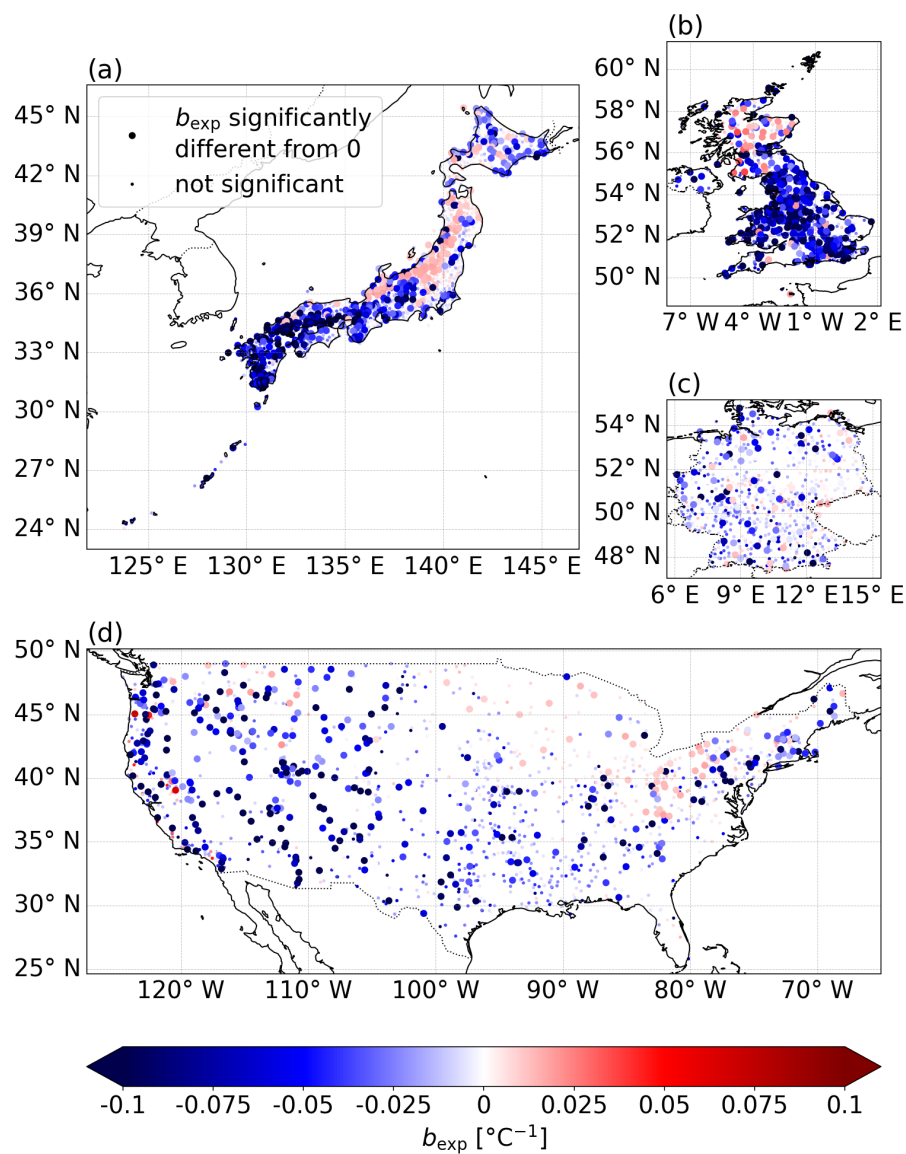 (a)
45° N
42° N
39° N
36° N
33° N
30° N
27° N
24° N
b_exp significantly
different from 0
not significant
125° E 130° E 135° E 140° E 145° E
(b)
60° N
58° N
56° N
54° N
52° N
50° N
7° W 4° W 1° W 2° E
(c)
54° N
52° N
50° N
48° N
6° E 9° E 12° E 15° E
(d)
50° N
45° N
40° N
35° N
30° N
25° N
120° W 110° W 100° W 90° W 80° W 70° W
-0.1 -0.075 -0.05 -0.025 0 0.025 0.05 0.075 0.1
b_exp [°C⁻¹]